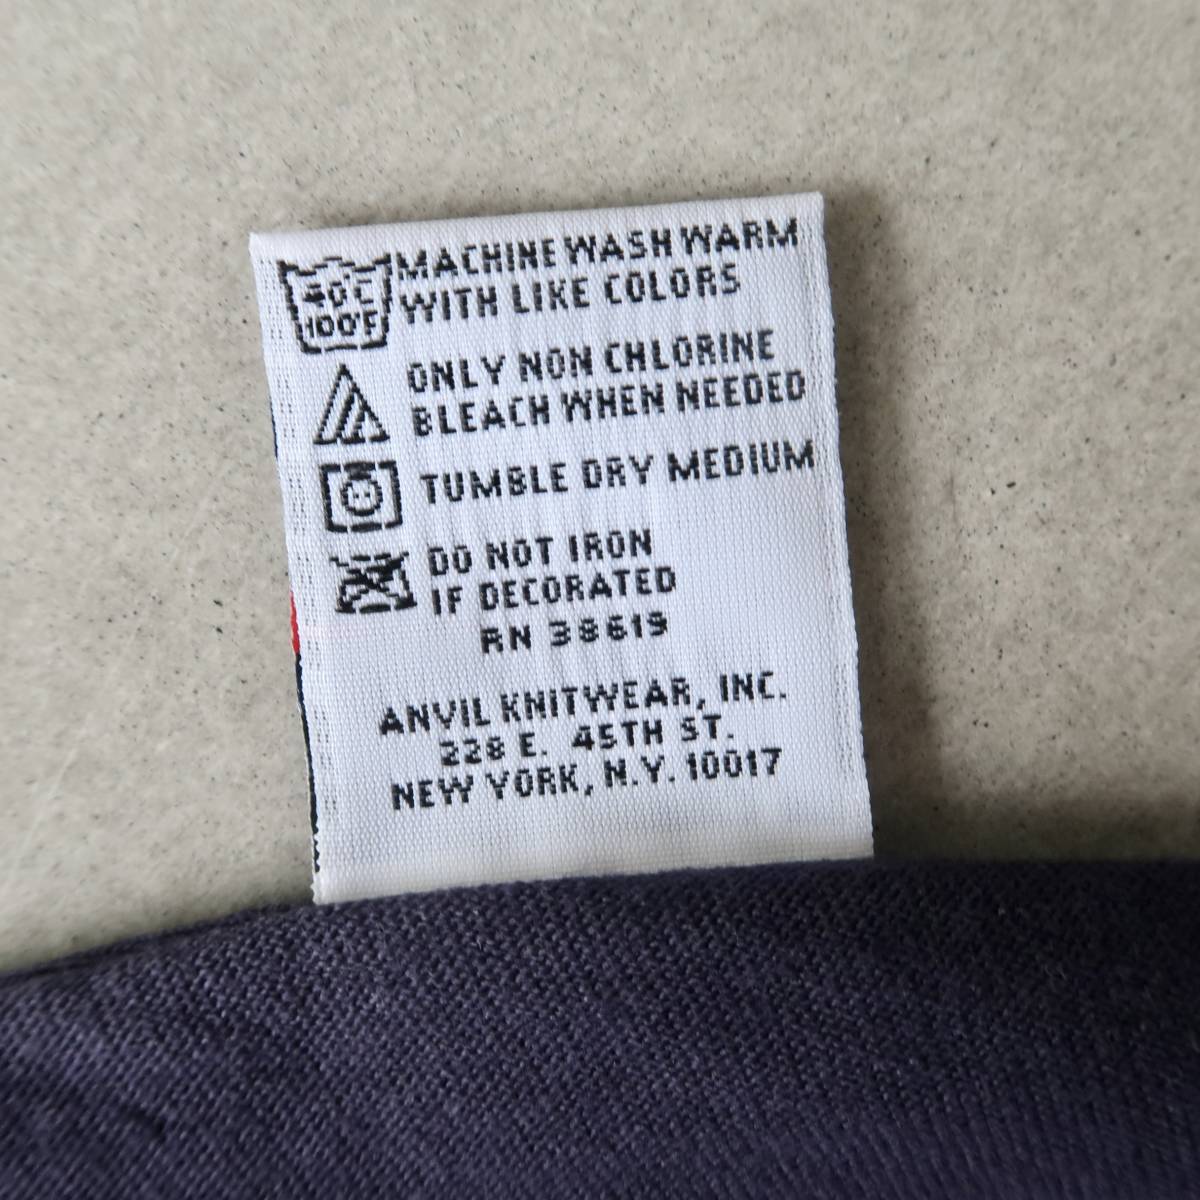 MACHINE WASH WARM
40°C
WITH LIKE COLORS
100°F
ONLY NON CHLORINE
BLEACH WHEN NEEDED
TUMBLE DRY MEDIUM
DO NOT IRON
IF DECORATED
RN 38619
ANVIL KNITWEAR, INC.
228 E. 45TH ST.
NEW YORK, N.Y. 10017